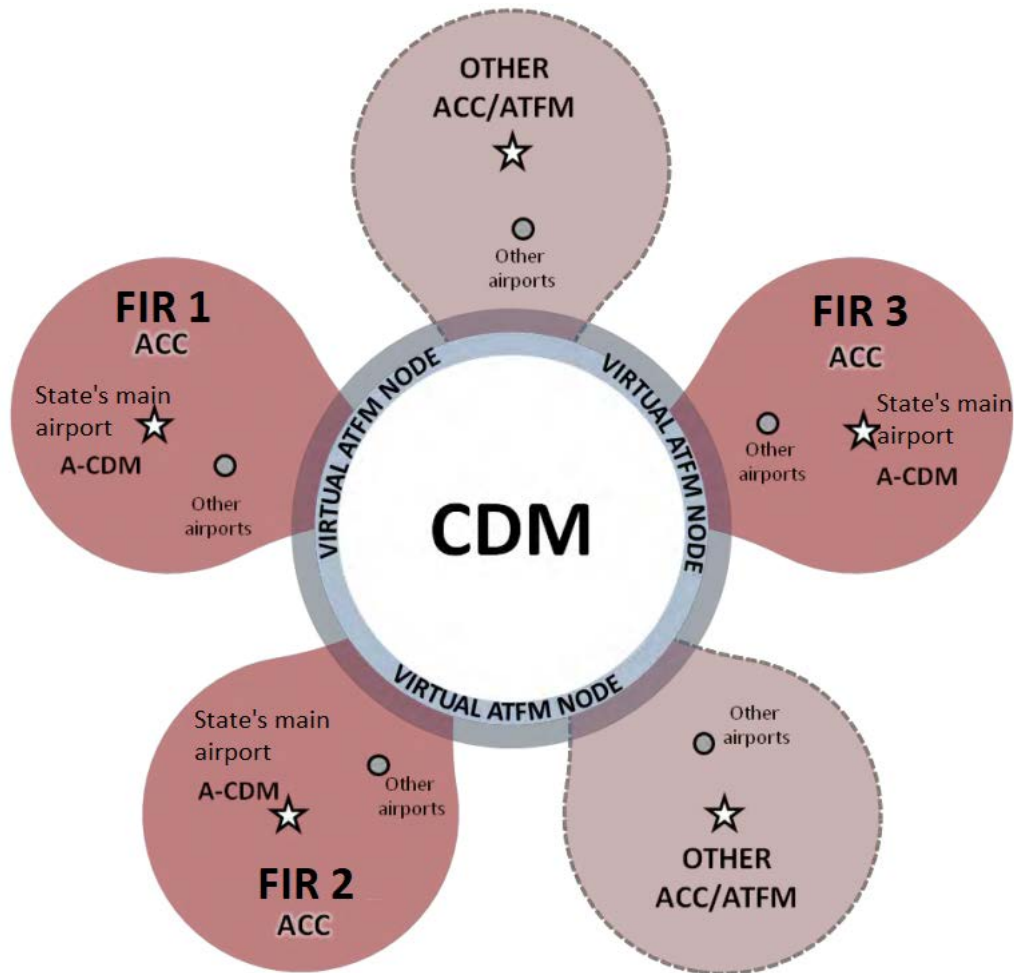 OTHER
ACC/ATFM
Other
airports
FIR 1
ACC
State's main
airport
A-CDM
Other
airports
FIR 3
ACC
State's main
airport
A-CDM
Other
airports
VIRTUAL ATFM NODE
VIRTUAL ATFM NODE
CDM
VIRTUAL ATFM NODE
State's main
airport
A-CDM
Other
airports
FIR 2
ACC
Other
airports
OTHER
ACC/ATFM